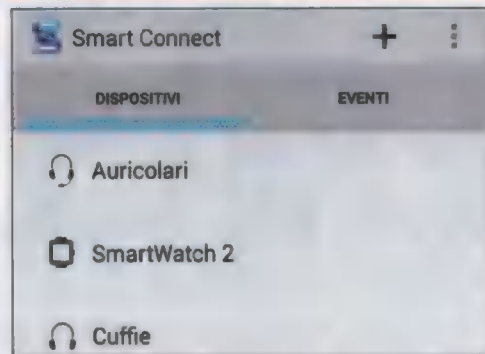 Smart Connect
DISPOSITIVI EVENTI
Auricolari
SmartWatch 2
Cuffie